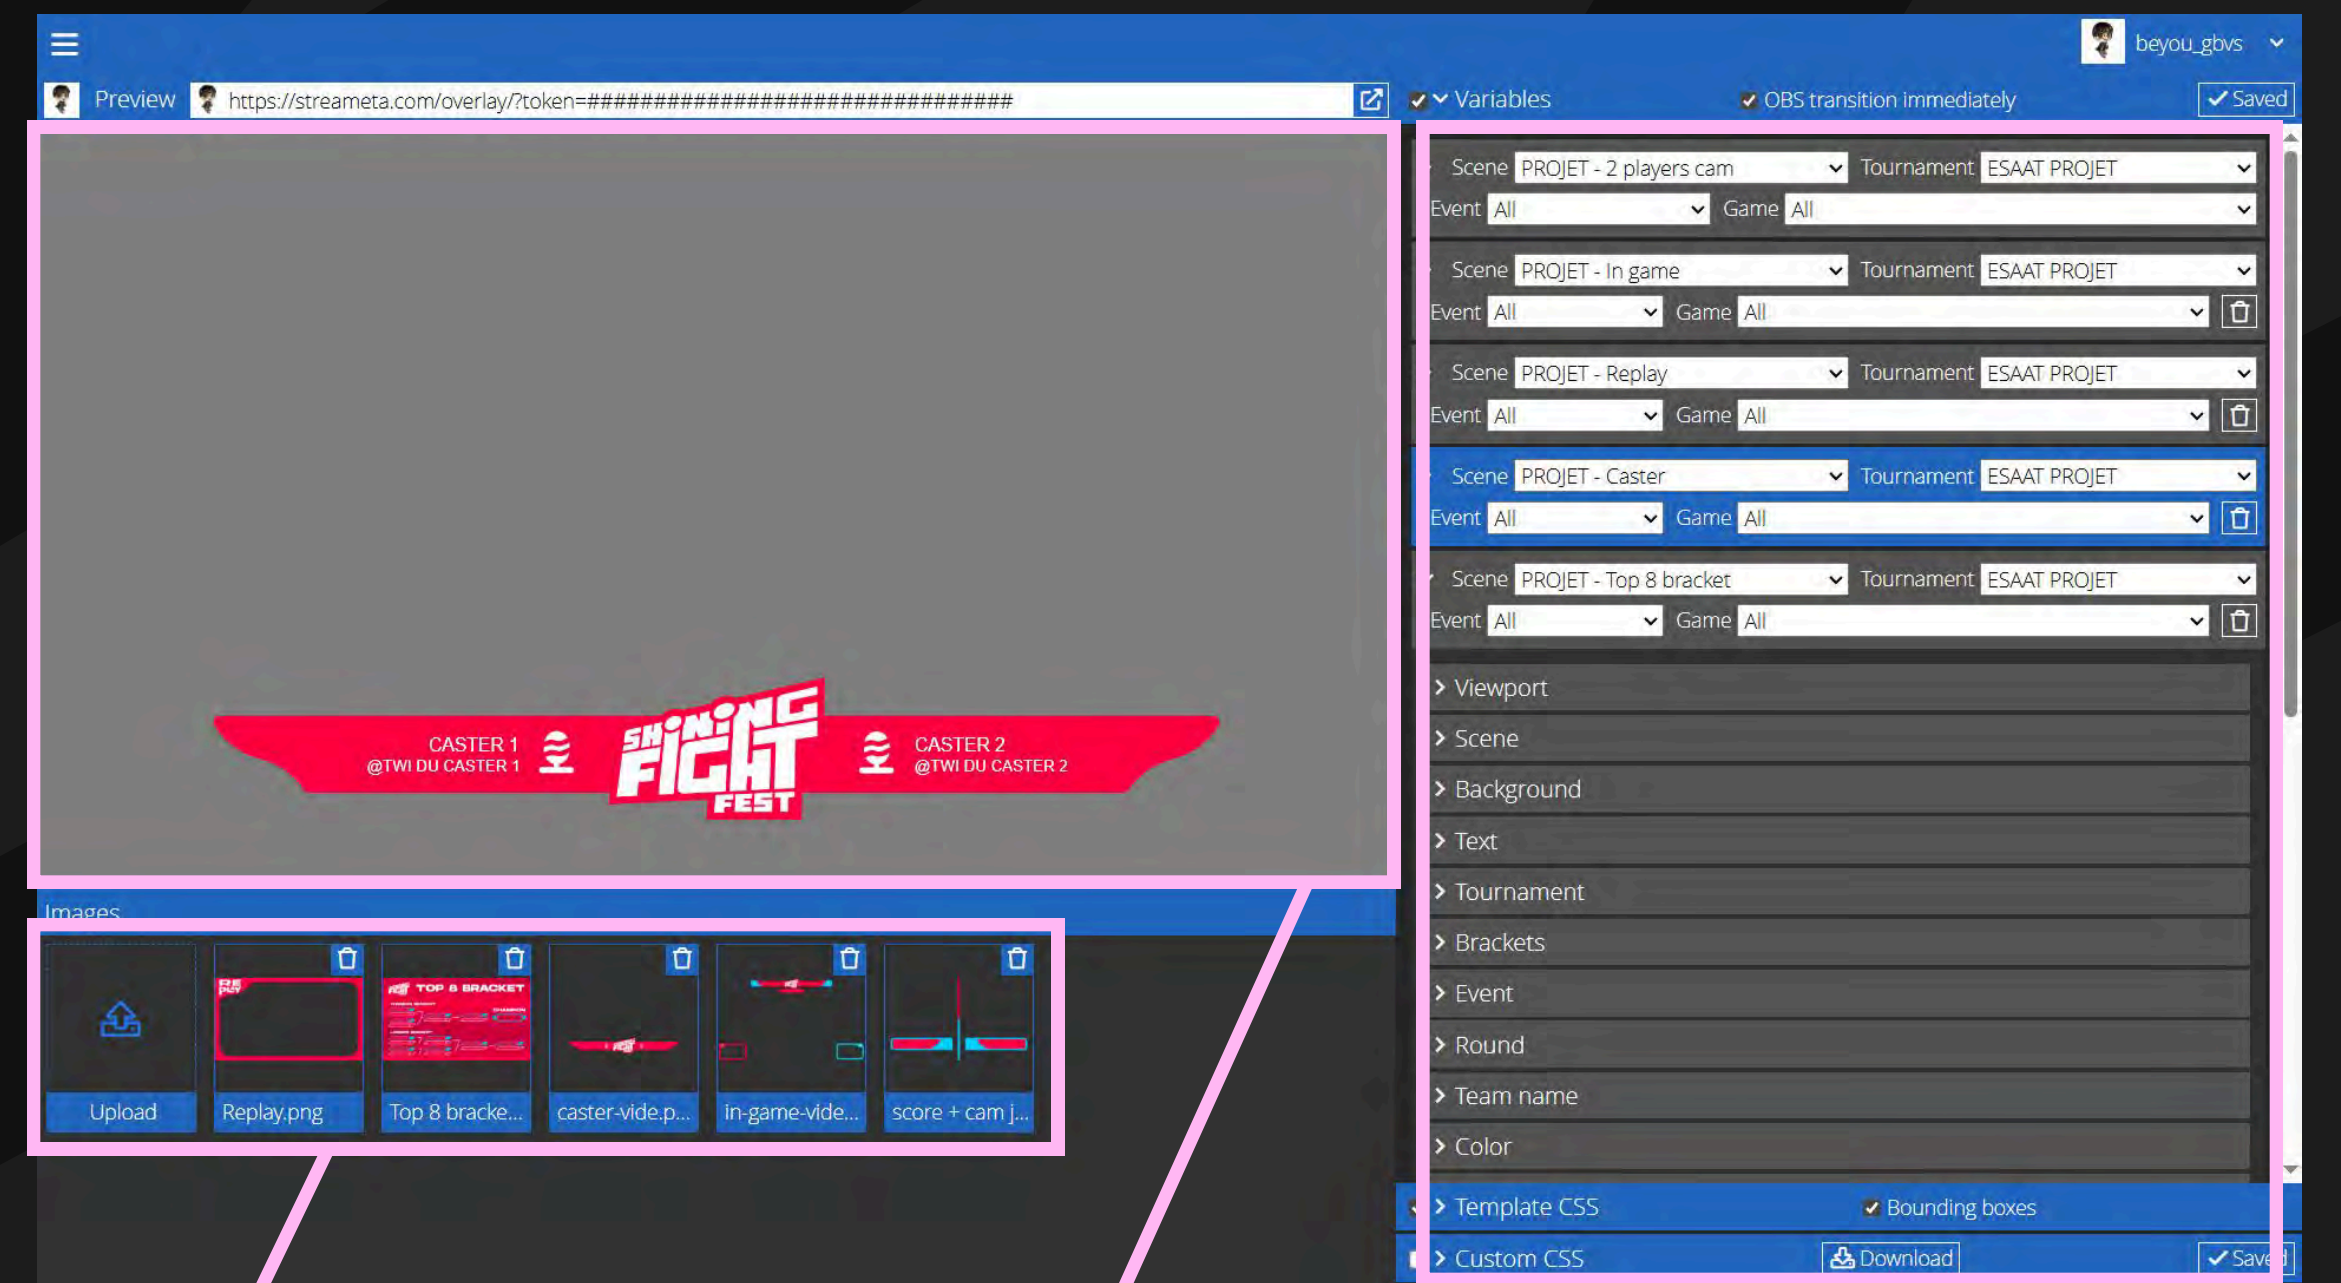 beyou_gbvs
Preview https://streameta.com/overlay/?token=################################
Variables OBS transition immediately Saved
Scene PROJET - 2 players cam Tournament ESAAT PROJET
Event All Game All
Scene PROJET - In game Tournament ESAAT PROJET
Event All Game All
Scene PROJET - Replay Tournament ESAAT PROJET
Event All Game All
Scene PROJET - Caster Tournament ESAAT PROJET
Event All Game All
Scene PROJET - Top 8 bracket Tournament ESAAT PROJET
Event All Game All
Viewport
Scene
Background
Text
Tournament
Brackets
Event
Round
Team name
Color
Template CSS Bounding boxes
Custom CSS Download Saved
CASTER 1
@TWI DU CASTER 1
SHINING
FIGHT
FEST
CASTER 2
@TWI DU CASTER 2
Images
REPLAY
TOP 8 BRACKET
Upload Replay.png Top 8 bracke... caster-vide.p... in-game-vide... score + cam j...